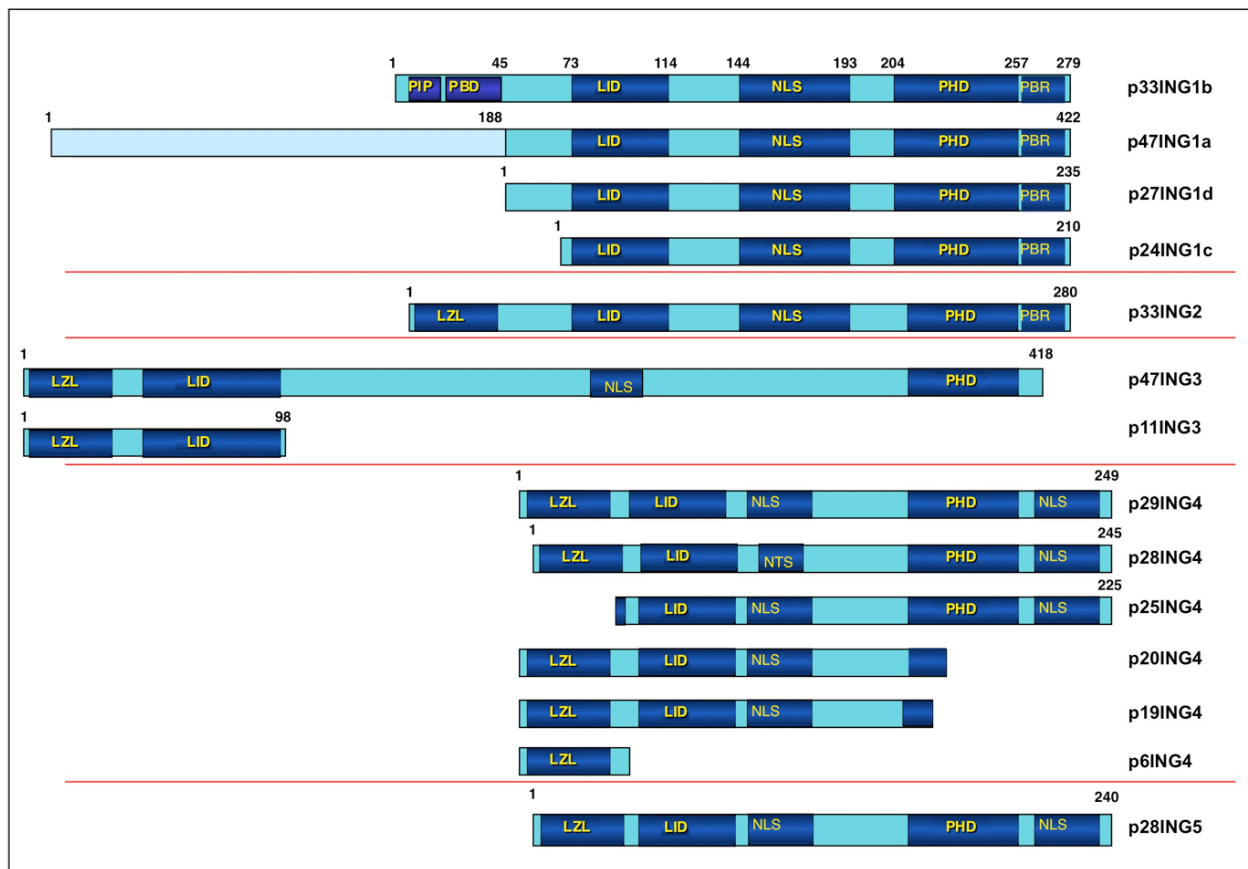 1 45 73 114 144 193 204 257 279
PIP PBD LID NLS PHD PBR p33ING1b
1 188 422
LID NLS PHD PBR p47ING1a
1 235
LID NLS PHD PBR p27ING1d
1 210
LID NLS PHD PBR p24ING1c
1 280
LZL LID NLS PHD PBR p33ING2
1 418
LZL LID NLS PHD p47ING3
1 98
LZL LID p11ING3
1 249
LZL LID NLS PHD NLS p29ING4
1 245
LZL LID NTS PHD NLS p28ING4
225
LID NLS PHD NLS p25ING4
LZL LID NLS p20ING4
LZL LID NLS p19ING4
LZL p6ING4
1 240
LZL LID NLS PHD NLS p28ING5